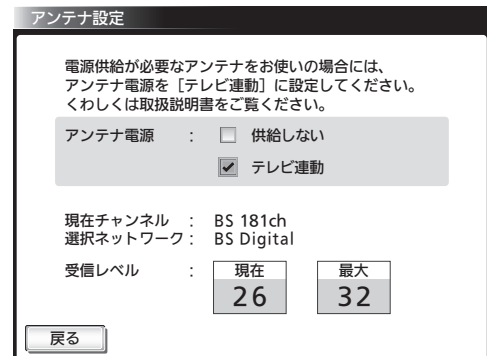 アンテナ設定
電源供給が必要なアンテナをお使いの場合には、
アンテナ電源を［テレビ連動］に設定してください。
くわしくは取扱説明書をご覧ください。
アンテナ電源 : 供給しない
テレビ連動
現在チャンネル : BS 181ch
選択ネットワーク : BS Digital
受信レベル : 現在 最大
26 32
戻る